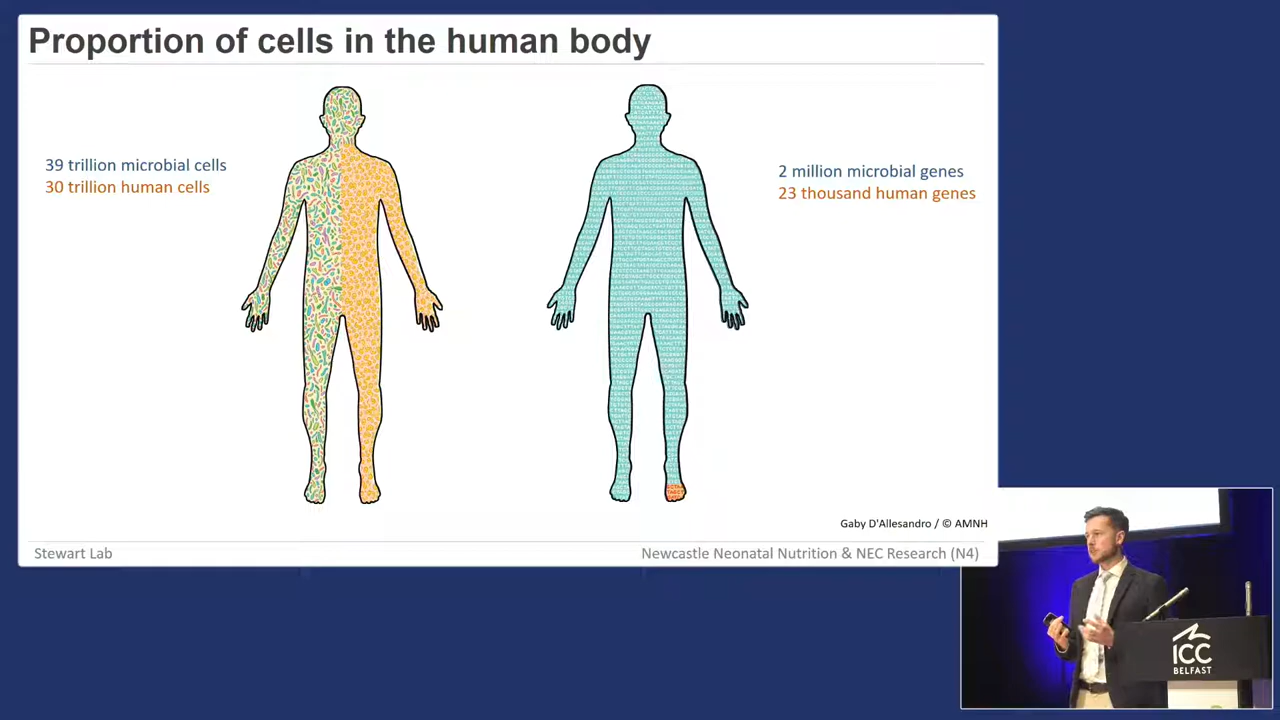 Proportion of cells in the human body
39 trillion microbial cells
30 trillion human cells
2 million microbial genes
23 thousand human genes
Gaby D'Allesandro / © AMNH
Stewart Lab
Newcastle Neonatal Nutrition & NEC Research (N4)
ICC
BELFAST